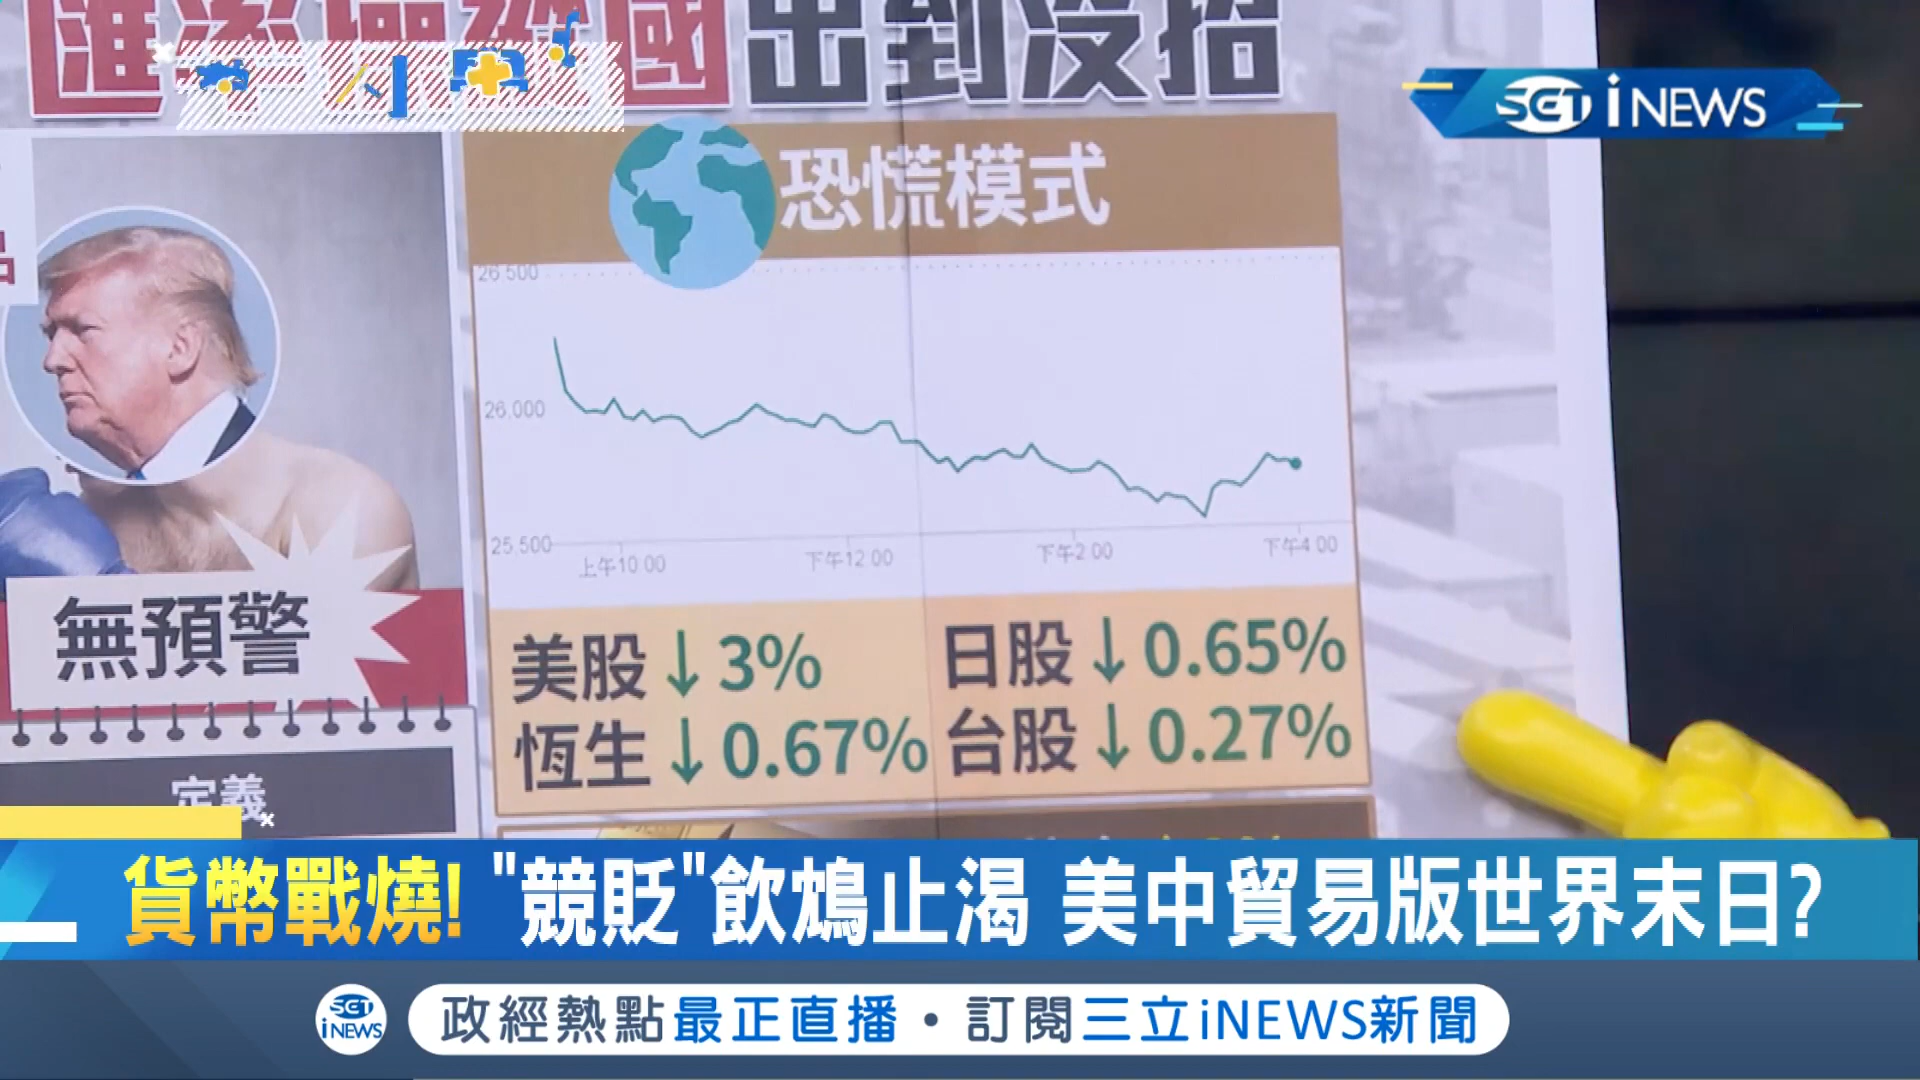 出到沒招
SET iNEWS
恐慌模式
26 500
26.000
25.500
上午10 00
下午12 00
下午2 00
下午4 00
無預警
定義
美股↓3%
日股↓0.65%
恆生↓0.67%
台股↓0.27%
貨幣戰燒! "競貶"飲鴆止渴 美中貿易版世界末日?
SET iNEWS
政經熱點最正直播・訂閱三立iNEWS新聞